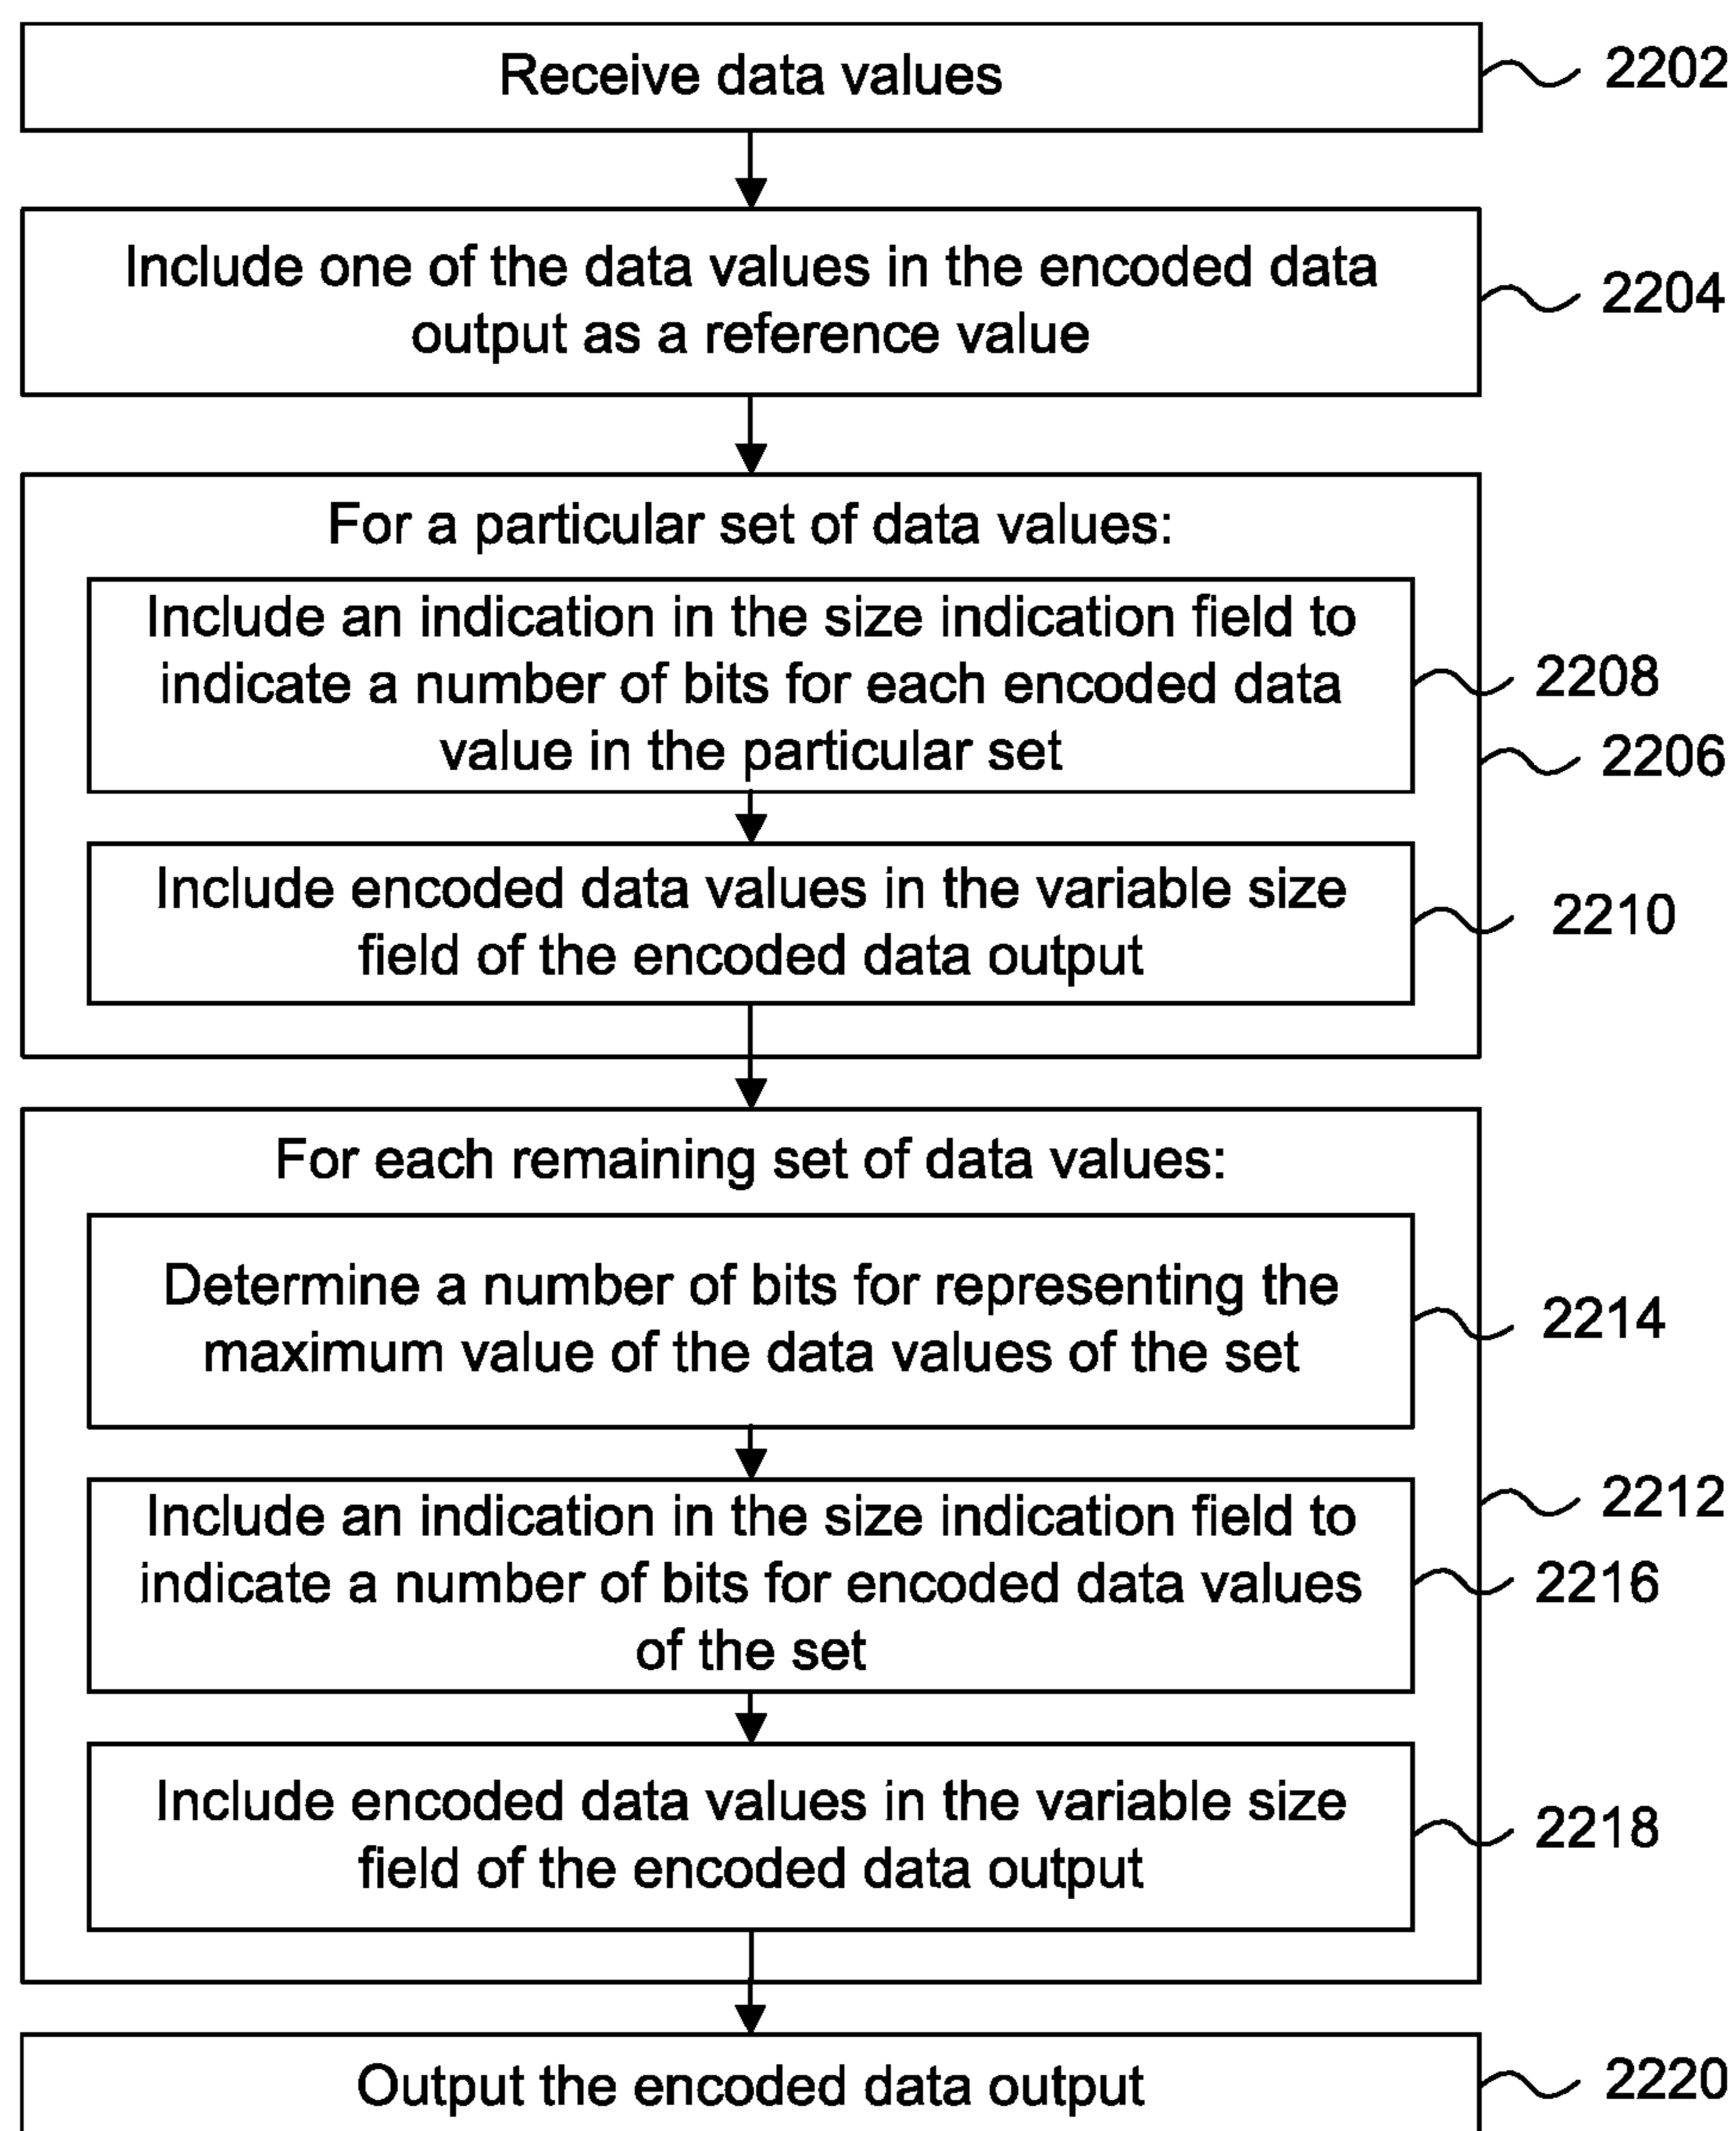 Receive data values
2202
Include one of the data values in the encoded data
output as a reference value
2204
For a particular set of data values:
Include an indication in the size indication field to
indicate a number of bits for each encoded data
value in the particular set
2208
2206
Include encoded data values in the variable size
field of the encoded data output
2210
For each remaining set of data values:
Determine a number of bits for representing the
maximum value of the data values of the set
2214
2212
Include an indication in the size indication field to
indicate a number of bits for encoded data values
of the set
2216
Include encoded data values in the variable size
field of the encoded data output
2218
Output the encoded data output
2220